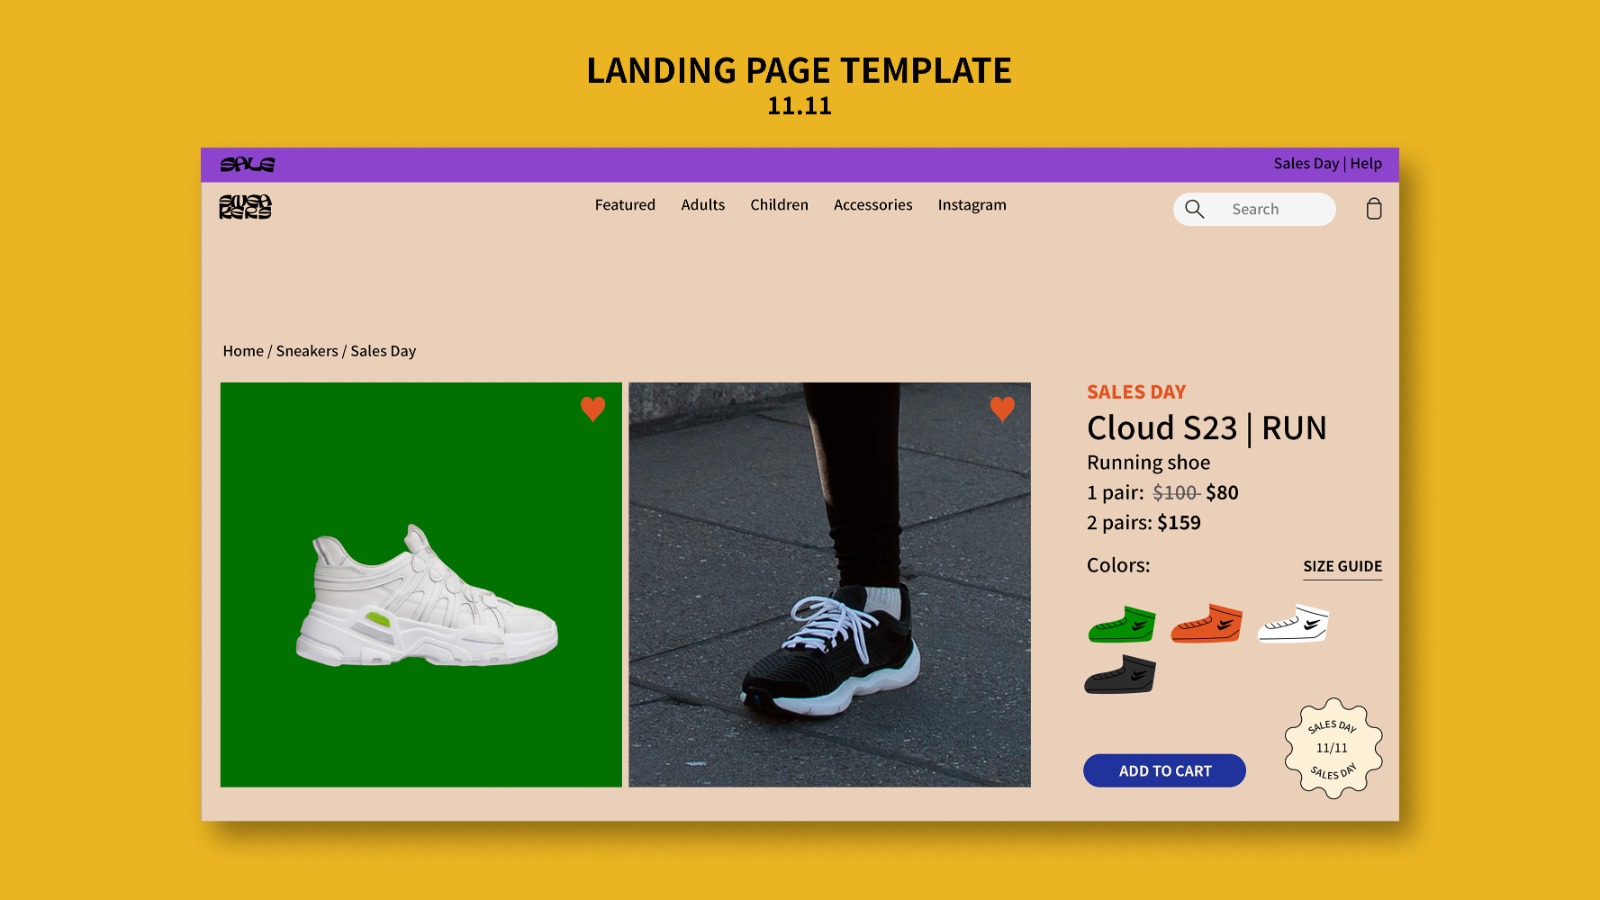 LANDING PAGE TEMPLATE
11.11
SALE
Sales Day | Help
Featured Adults Children Accessories Instagram
Search
Home / Sneakers / Sales Day
SALES DAY
Cloud S23 | RUN
Running shoe
1 pair: $100 $80
2 pairs: $159
Colors:
SIZE GUIDE
ADD TO CART
SALES DAY
11/11
SALES DAY